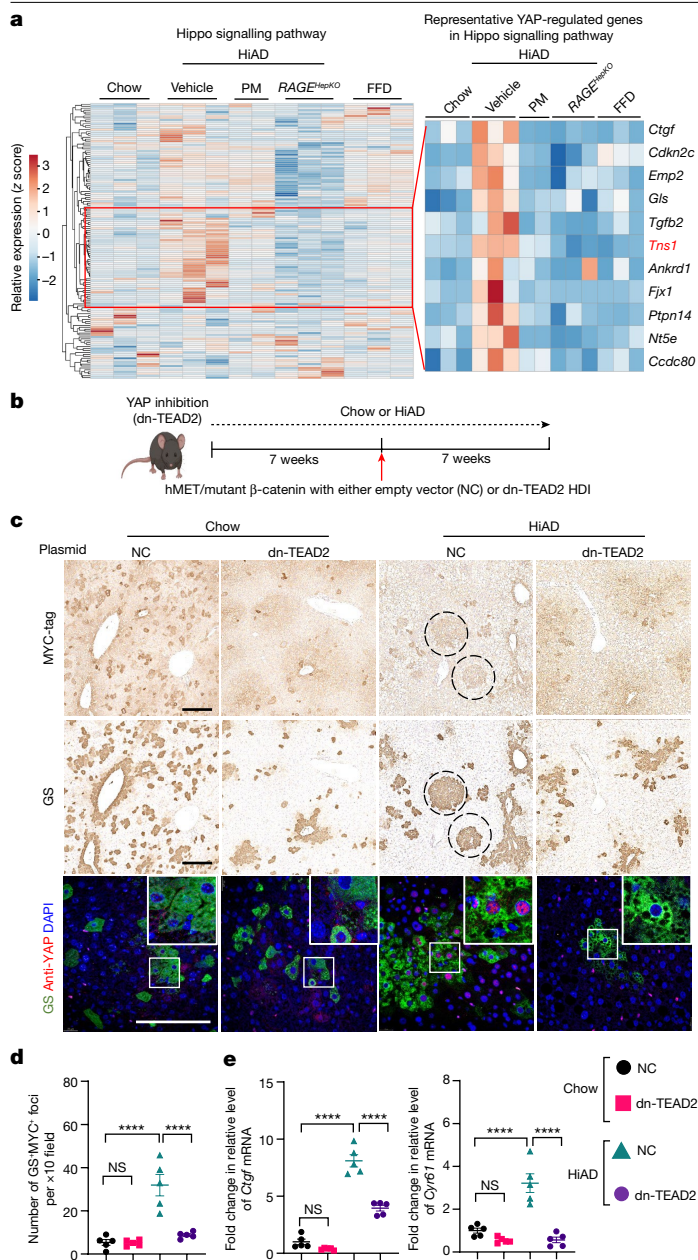 a
Hippo signalling pathway
HiAD
Chow
Vehicle
PM
RAGE^HepKO
FFD
Relative expression (z score)
3
2
1
0
−1
−2
Representative YAP-regulated genes
in Hippo signalling pathway
HiAD
Chow
Vehicle
PM
RAGE^HepKO
FFD
Ctgf
Cdkn2c
Emp2
Gls
Tgfb2
Tns1
Ankrd1
Fjx1
Ptpn14
Nt5e
Ccdc80
b
YAP inhibition
(dn-TEAD2)
Chow or HiAD
7 weeks
7 weeks
hMET/mutant β-catenin with either empty vector (NC) or dn-TEAD2 HDI
c
Chow
HiAD
Plasmid
NC
dn-TEAD2
NC
dn-TEAD2
MYC-tag
GS
GS Anti-YAP DAPI
d
Number of GS⁺MYC⁺ foci
per ×10 field
80
60
40
20
0
NS
****
****
e
Fold change in relative level
of Ctgf mRNA
15
10
5
0
NS
****
****
Fold change in relative level
of Cyr61 mRNA
8
6
4
2
0
NS
****
****
Chow
NC
dn-TEAD2
HiAD
NC
dn-TEAD2